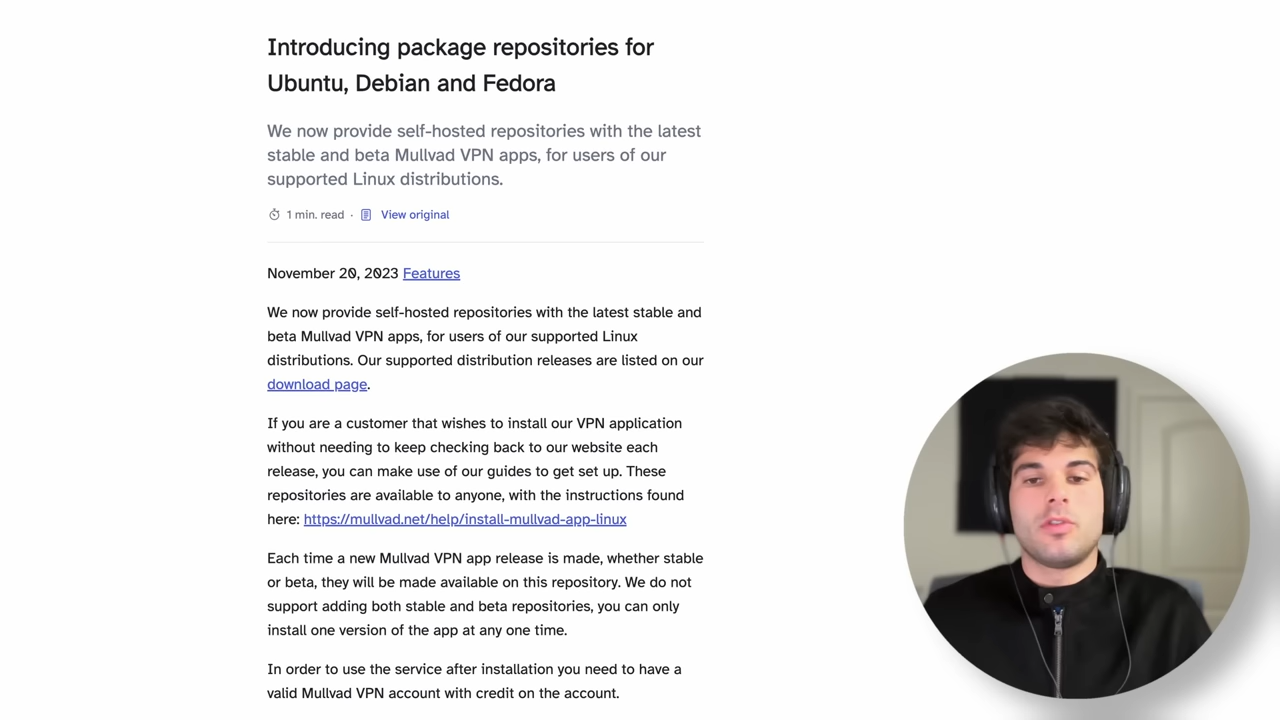 Introducing package repositories for
Ubuntu, Debian and Fedora
We now provide self-hosted repositories with the latest
stable and beta Mullvad VPN apps, for users of our
supported Linux distributions.
1 min. read · View original
November 20, 2023 Features
We now provide self-hosted repositories with the latest stable and
beta Mullvad VPN apps, for users of our supported Linux
distributions. Our supported distribution releases are listed on our
download page.
If you are a customer that wishes to install our VPN application
without needing to keep checking back to our website each
release, you can make use of our guides to get set up. These
repositories are available to anyone, with the instructions found
here: https://mullvad.net/help/install-mullvad-app-linux
Each time a new Mullvad VPN app release is made, whether stable
or beta, they will be made available on this repository. We do not
support adding both stable and beta repositories, you can only
install one version of the app at any one time.
In order to use the service after installation you need to have a
valid Mullvad VPN account with credit on the account.